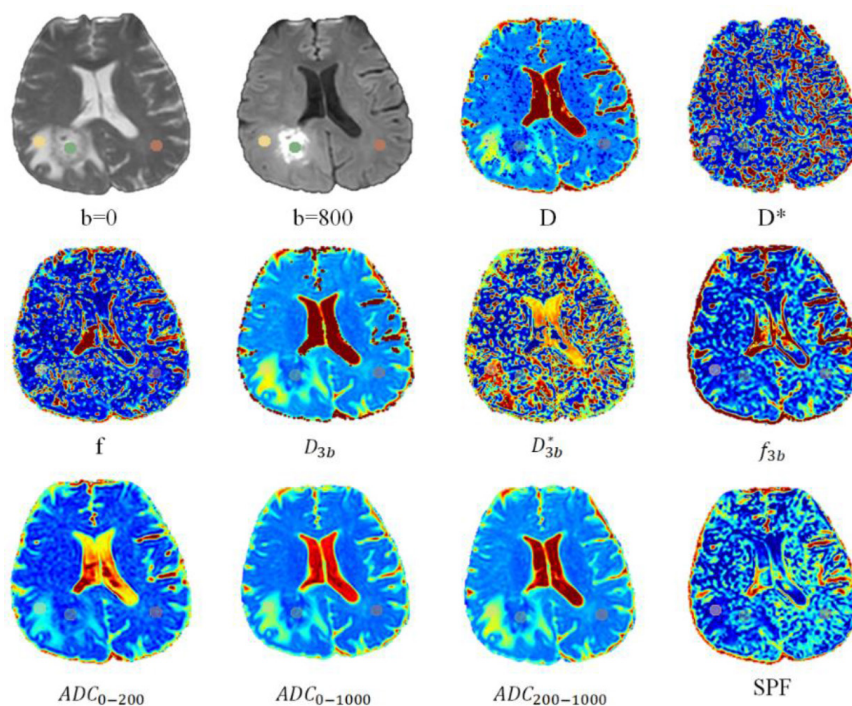 b=0
b=800
D
D*
f
D3b
D*3b
f3b
ADC0−200
ADC0−1000
ADC200−1000
SPF